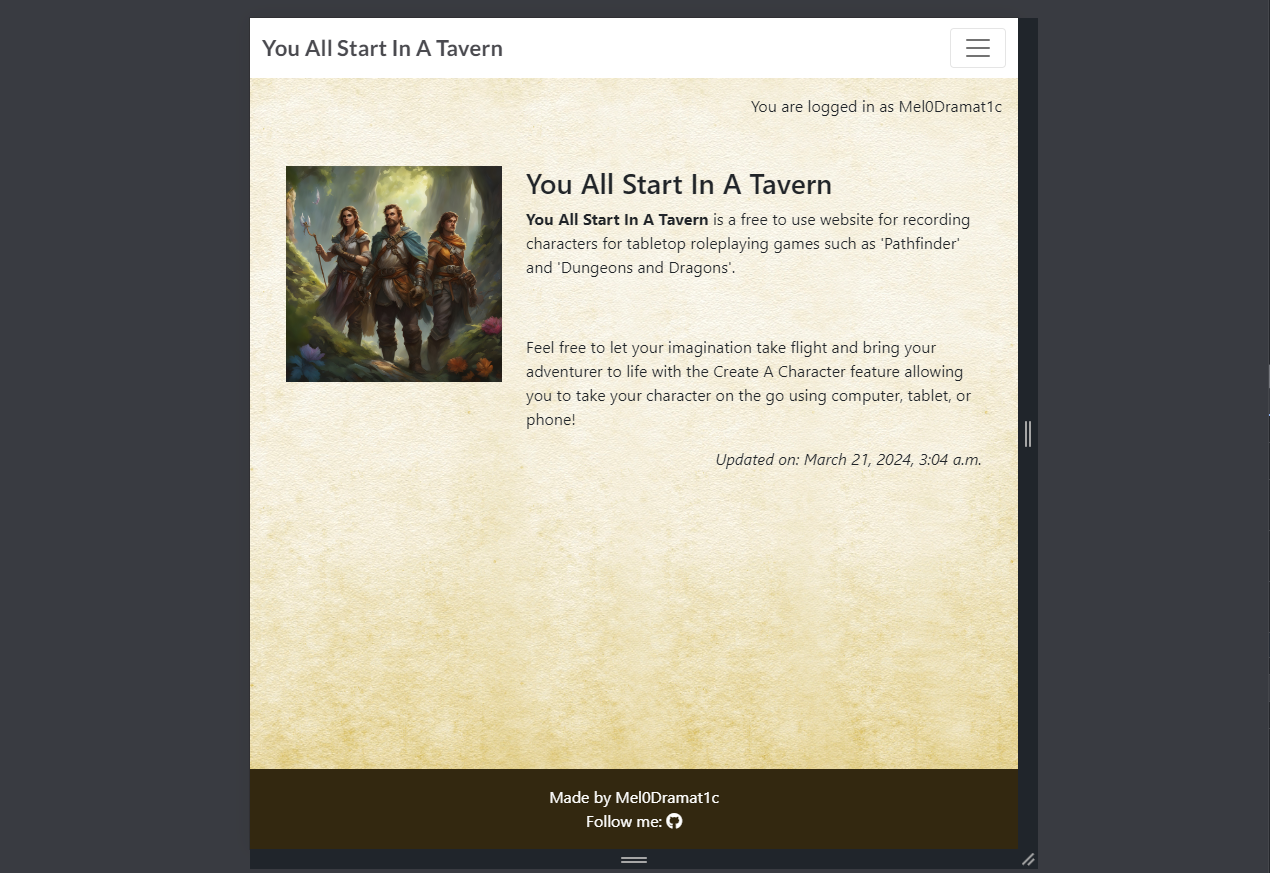 You All Start In A Tavern
You are logged in as Mel0Dramat1c
You All Start In A Tavern
You All Start In A Tavern is a free to use website for recording
characters for tabletop roleplaying games such as 'Pathfinder'
and 'Dungeons and Dragons'.
Feel free to let your imagination take flight and bring your
adventurer to life with the Create A Character feature allowing
you to take your character on the go using computer, tablet, or
phone!
Updated on: March 21, 2024, 3:04 a.m.
Made by Mel0Dramat1c
Follow me: